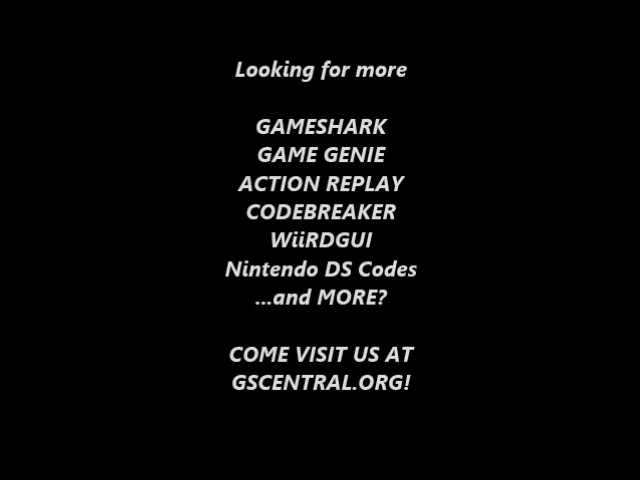 Looking for more
GAMESHARK
GAME GENIE
ACTION REPLAY
CODEBREAKER
WiiRDGUI
Nintendo DS Codes
...and MORE?
COME VISIT US AT
GSCENTRAL.ORG!